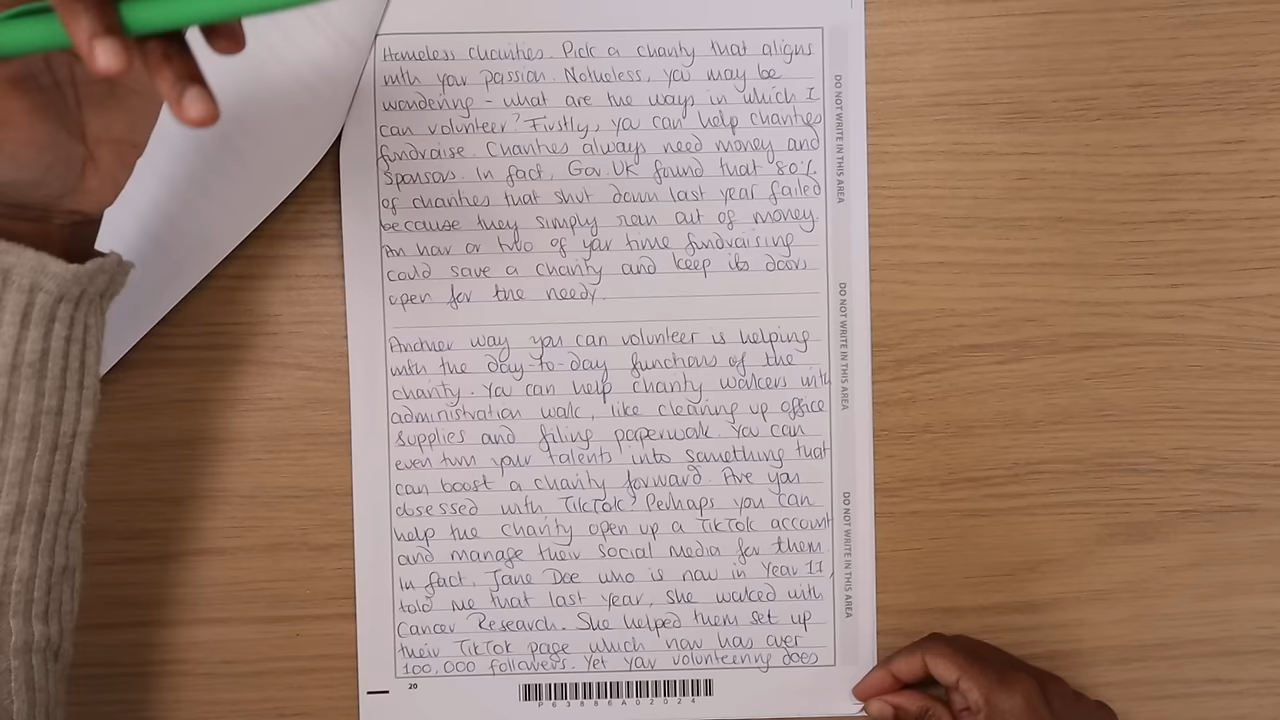 Homeless charities. Pick a charity that aligns
with your passion. Notueless, you may be
wondering - what are the ways in which I
can volunteer? Firstly, you can help charities
fundraise. Charities always need money and
sponsors. In fact, Gov.UK found that 80%
of charities that shut down last year failed
because they simply ran out of money.
An hour or two of your time fundraising
could save a charity and keep its doors
open for the needy.
Another way you can volunteer is helping
with the day-to-day functions of the
charity. You can help charity workers with
administration work, like clearing up office
supplies and filing paperwork. You can
even turn your talents into something that
can boost a charity forward. Are you
obsessed with TikTok? Perhaps you can
help the charity open up a TikTok account
and manage their social media for them.
In fact, Jane Doe who is now in Year 11,
told me that last year, she worked with
Cancer Research. She helped them set up
their TikTok page which now has over
100,000 followers. Yet your volunteering does
20
P63886A02024
DO NOT WRITE IN THIS AREA
DO NOT WRITE IN THIS AREA
DO NOT WRITE IN THIS AREA